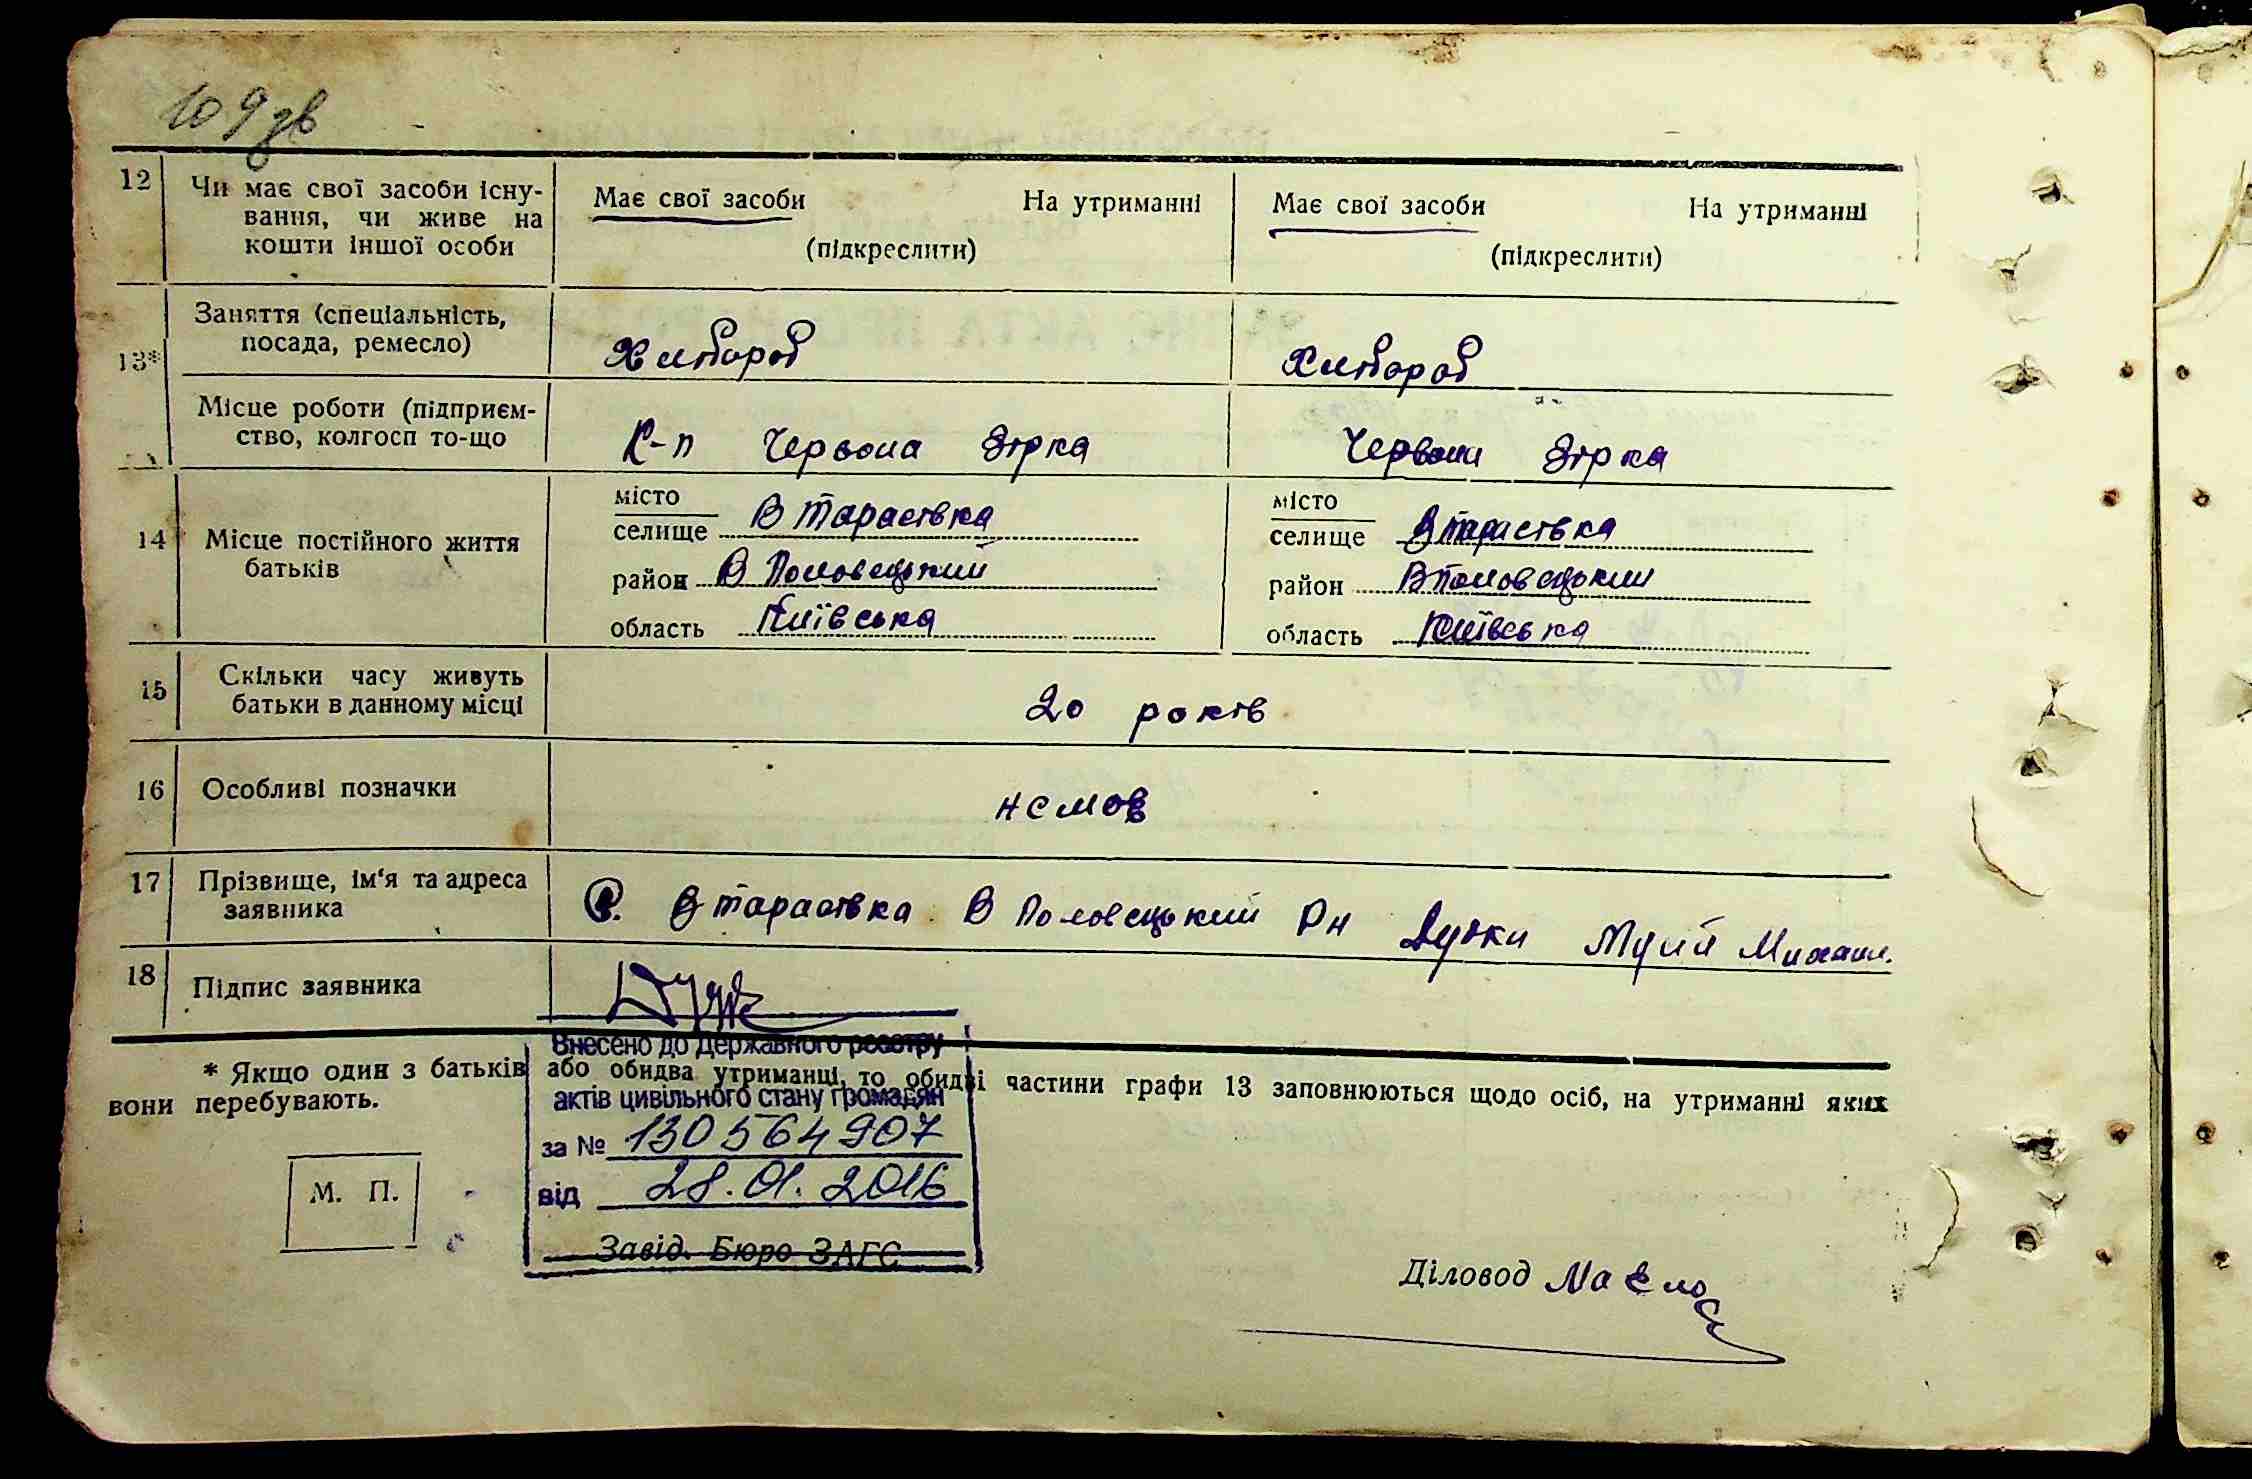 109 зв
12 Чи має свої засоби існу-
вання, чи живе на
кошти іншої особи
Має свої засоби На утриманні
(підкреслити)
Має свої засоби На утриманні
(підкреслити)
13*
Заняття (спеціальність,
посада, ремесло)
Хлібороб
Хлібороб
Місце роботи (підприєм-
ство, колгосп то-що
К-п Червона Зірка
Червона Зірка
14 Місце постійного життя
батьків
місто
селище В Тарасівка
район В Половецький
область Київська
місто
селище В Тарасівка
район В Половецький
область Київська
15 Скільки часу живуть
батьки в данному місці
20 років
16 Особливі позначки
немає
17 Прізвище, ім‘я та адреса
заявника
С. В Тарасівка В Половецький Рн
18 Підпис заявника
* Якщо один з батьків або обидва утриманці, то обидві частини графи 13 заповнюються щодо осіб, на утриманні яких
вони перебувають.
Внесено до Державного реєстру
актів цивільного стану громадян
за № 130564907
від 28.01.2016
М. П.
Завід. Бюро ЗАГС
Діловод